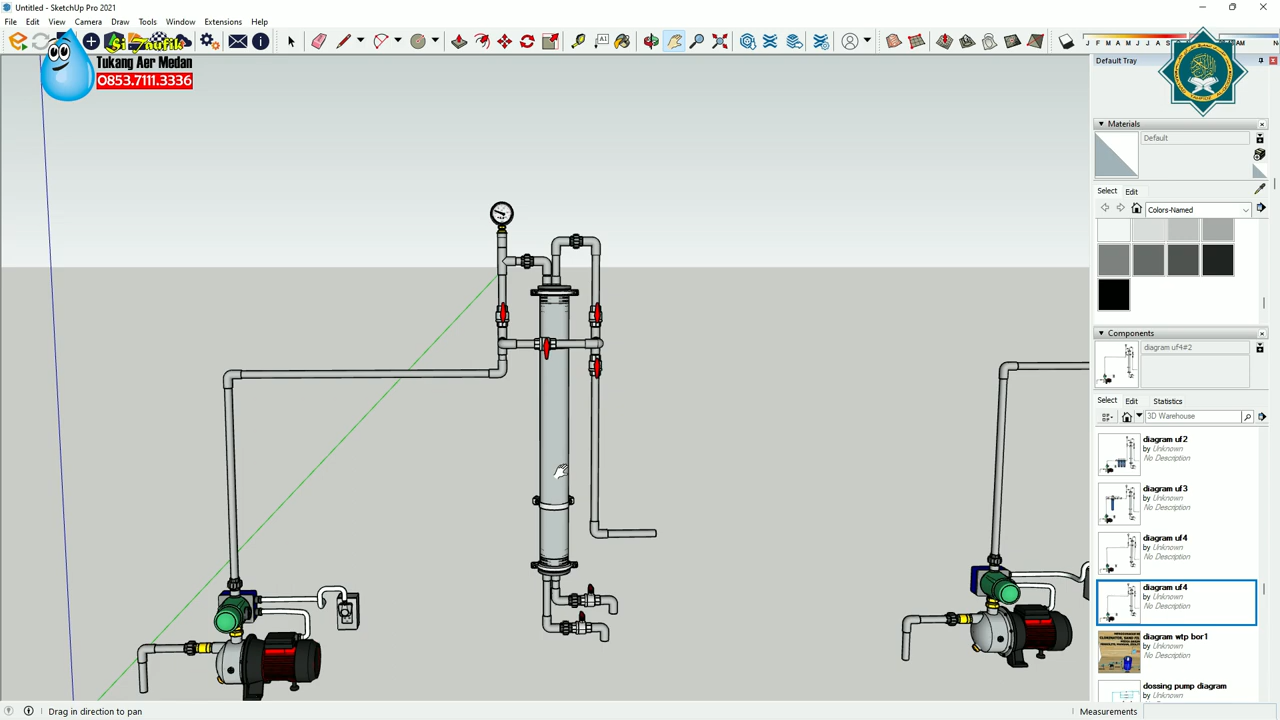 Untitled - SketchUp Pro 2021
File Edit View Camera Draw Tools Window Extensions Help
Si Taufik
Tukang Aer Medan
0853.7111.3336
J F M A M J J A S
Default Tray
Materials
Default
Select Edit
Colors-Named
Components
diagram uf4#2
Select Edit Statistics
3D Warehouse
diagram uf2
by Unknown
No Description
diagram uf3
by Unknown
No Description
diagram uf4
by Unknown
No Description
diagram uf4
by Unknown
No Description
diagram wtp bor1
by Unknown
No Description
dossing pump diagram
by Unknown
Drag in direction to pan
Measurements